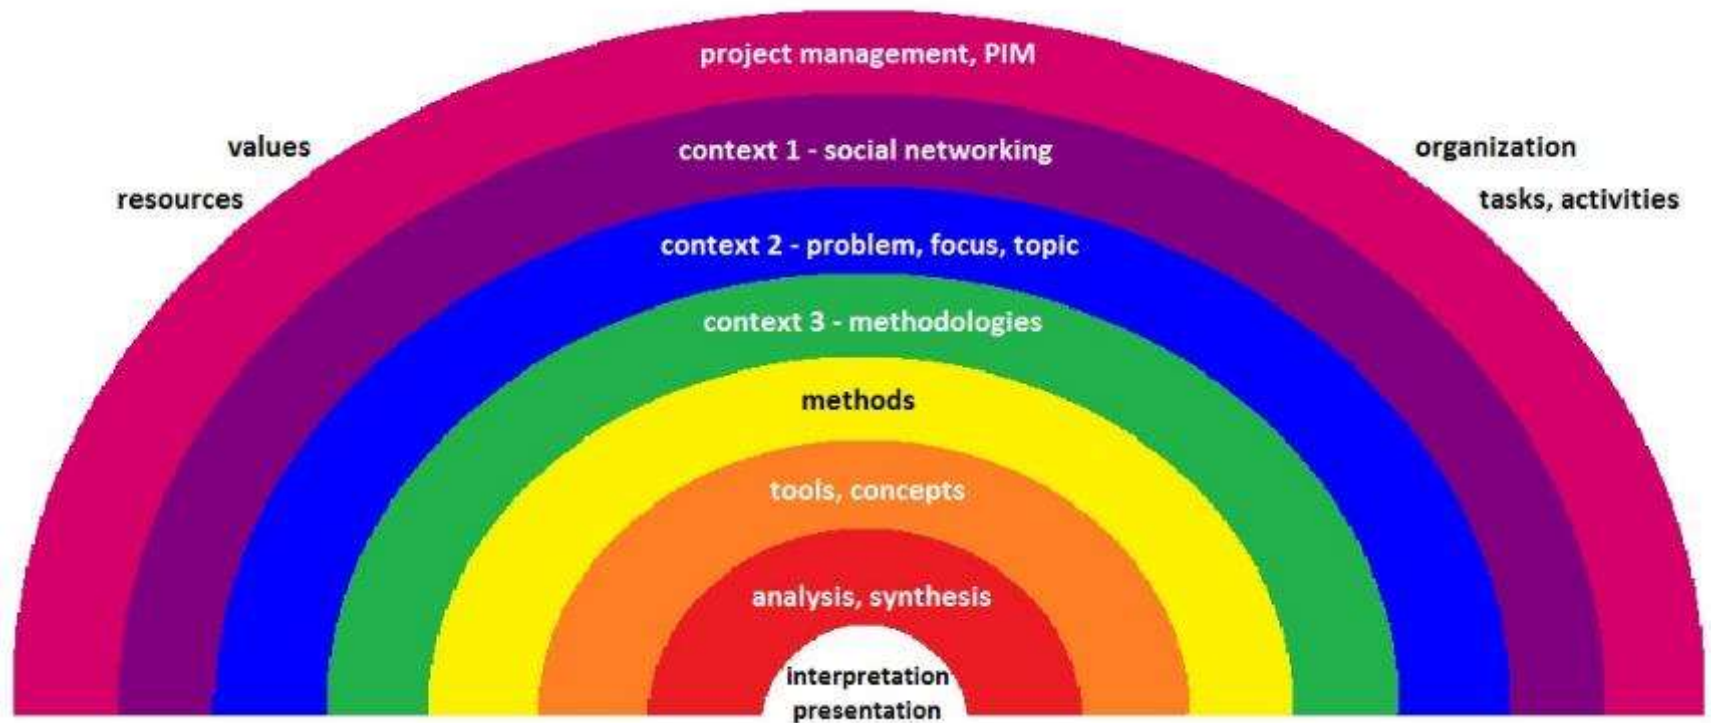 project management, PIM
values
organization
context 1 - social networking
resources
tasks, activities
context 2 - problem, focus, topic
context 3 - methodologies
methods
tools, concepts
analysis, synthesis
interpretation
presentation